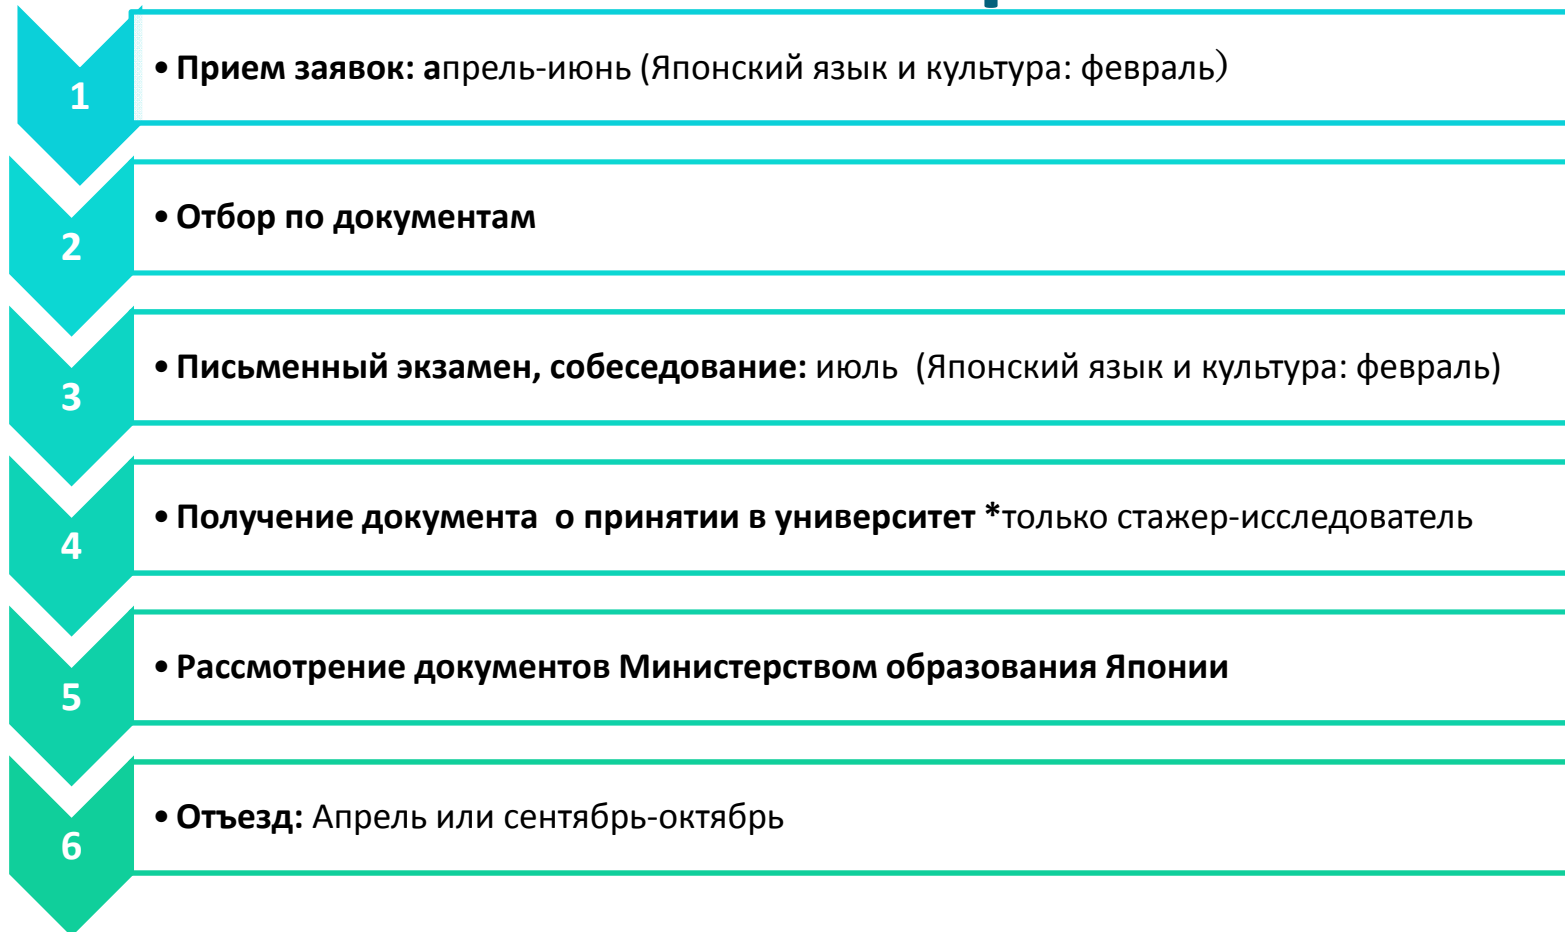 1
• Прием заявок: апрель-июнь (Японский язык и культура: февраль)
2
• Отбор по документам
3
• Письменный экзамен, собеседование: июль (Японский язык и культура: февраль)
4
• Получение документа о принятии в университет *только стажер-исследователь
5
• Рассмотрение документов Министерством образования Японии
6
• Отъезд: Апрель или сентябрь-октябрь